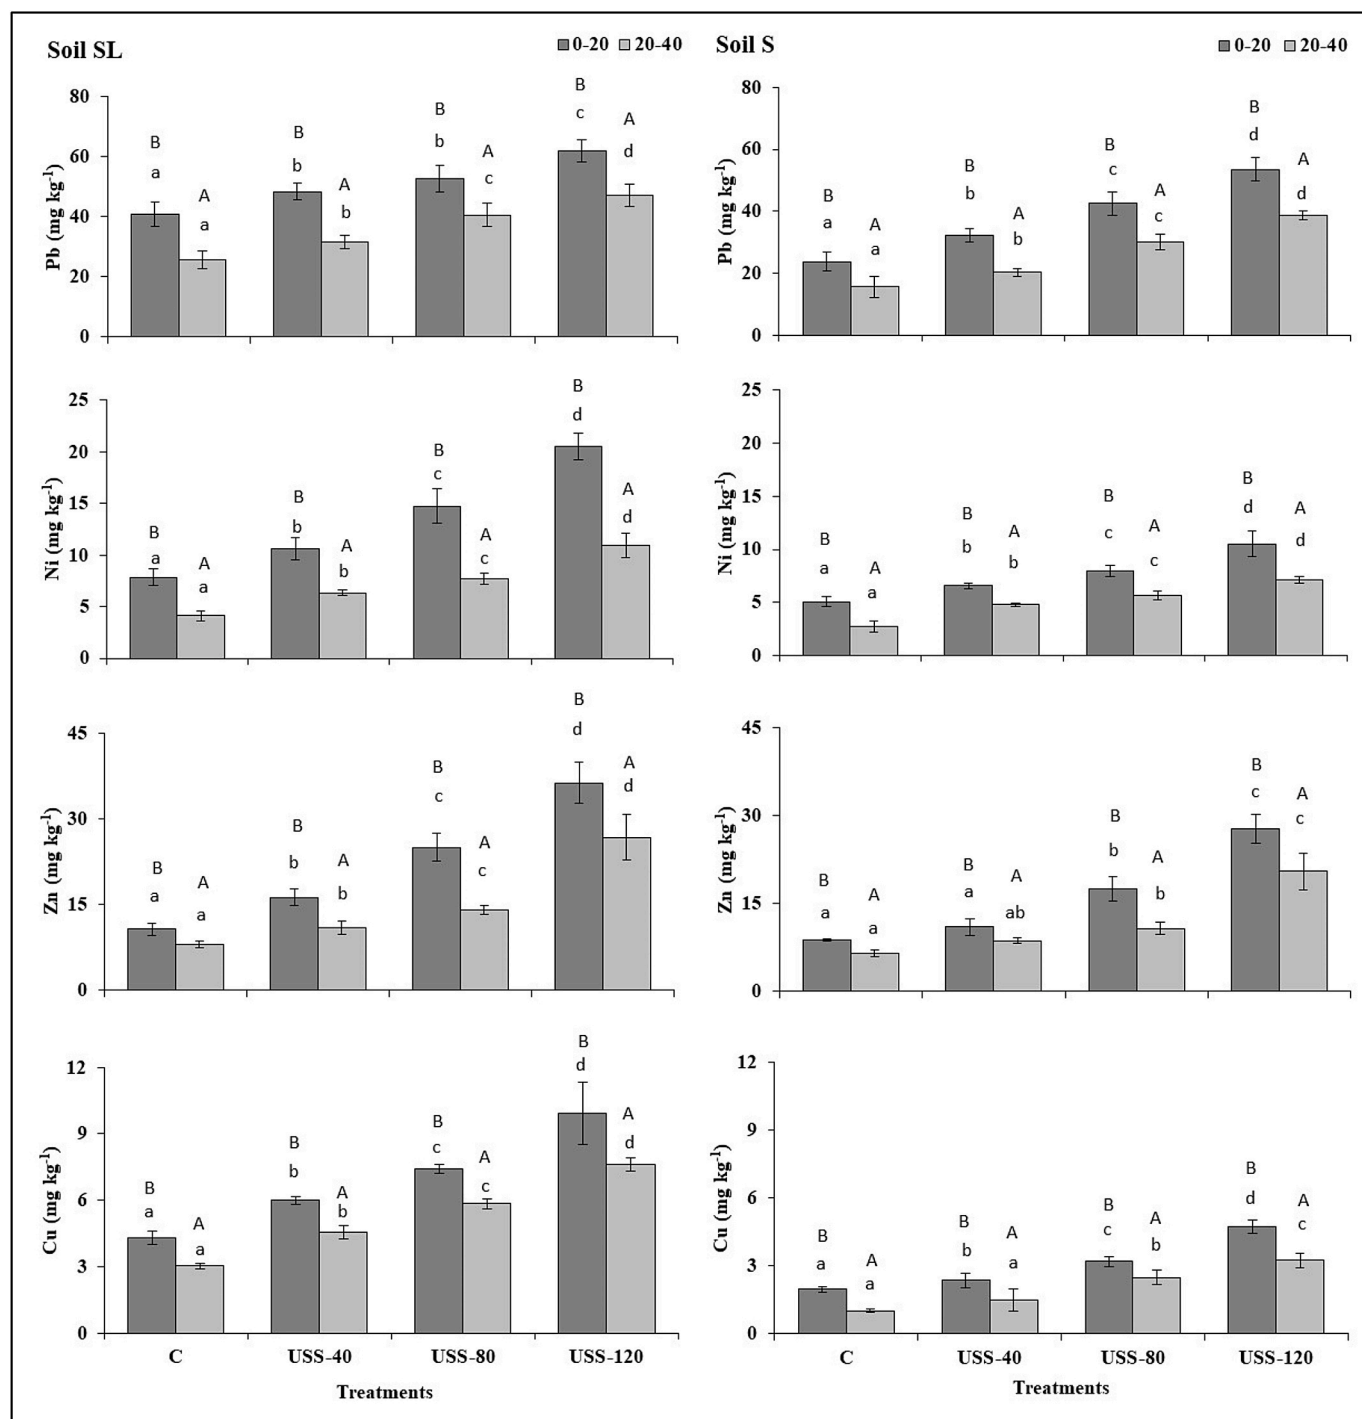 Soil SL
0-20 20-40
Pb (mg kg-1)
80
60
40
20
0
B B B B
a b b c
A A A A
a b c d
Ni (mg kg-1)
25
20
15
10
5
0
B B B B
a b c d
A A A A
a b c d
Zn (mg kg-1)
45
30
15
0
B B B B
a b c d
A A A A
a b c d
Cu (mg kg-1)
12
9
6
3
0
B B B B
a b c d
A A A A
a b c d
C USS-40 USS-80 USS-120
Treatments
Soil S
0-20 20-40
Pb (mg kg-1)
80
60
40
20
0
B B B B
a b c d
A A A A
a b c d
Ni (mg kg-1)
25
20
15
10
5
0
B B B B
a b c d
A A A A
a b c d
Zn (mg kg-1)
45
30
15
0
B B B B
a a b c
A A A A
a ab b c
Cu (mg kg-1)
12
9
6
3
0
B B B B
a b c d
A A A A
a a b c
C USS-40 USS-80 USS-120
Treatments